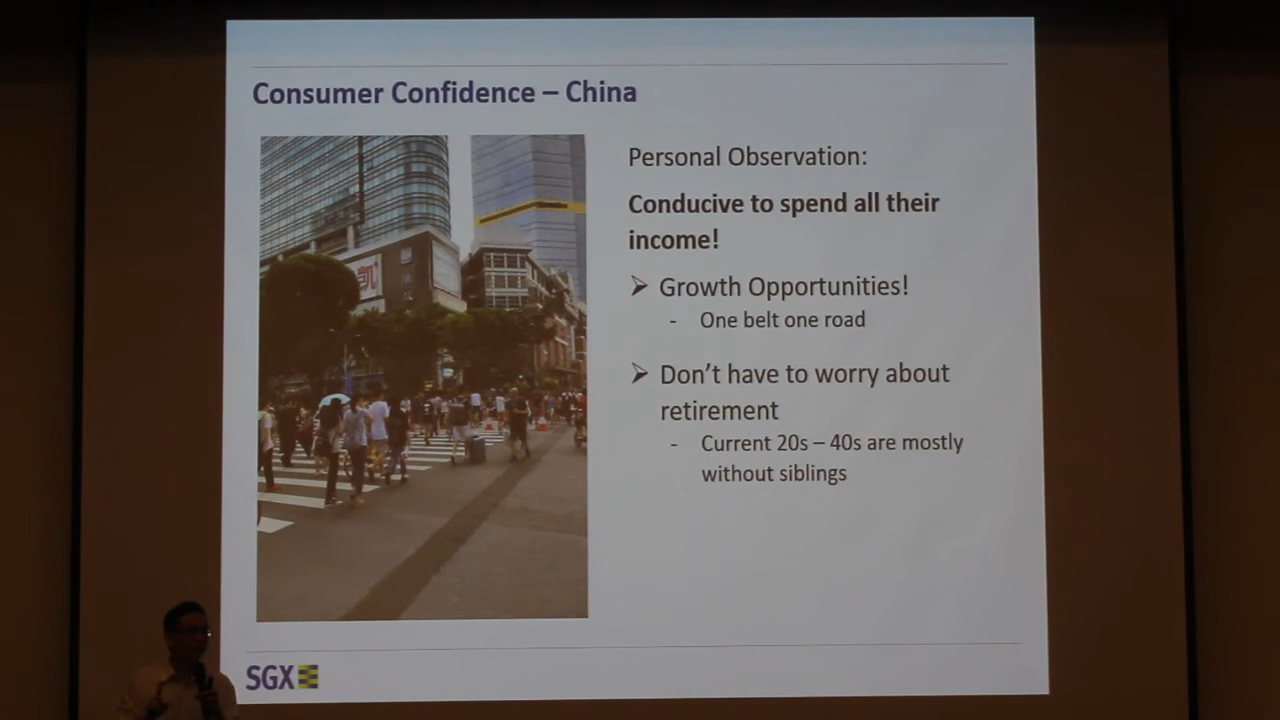 Consumer Confidence – China
Personal Observation:
Conducive to spend all their
income!
➢ Growth Opportunities!
- One belt one road
➢ Don't have to worry about
retirement
- Current 20s – 40s are mostly
without siblings
凯
SGX